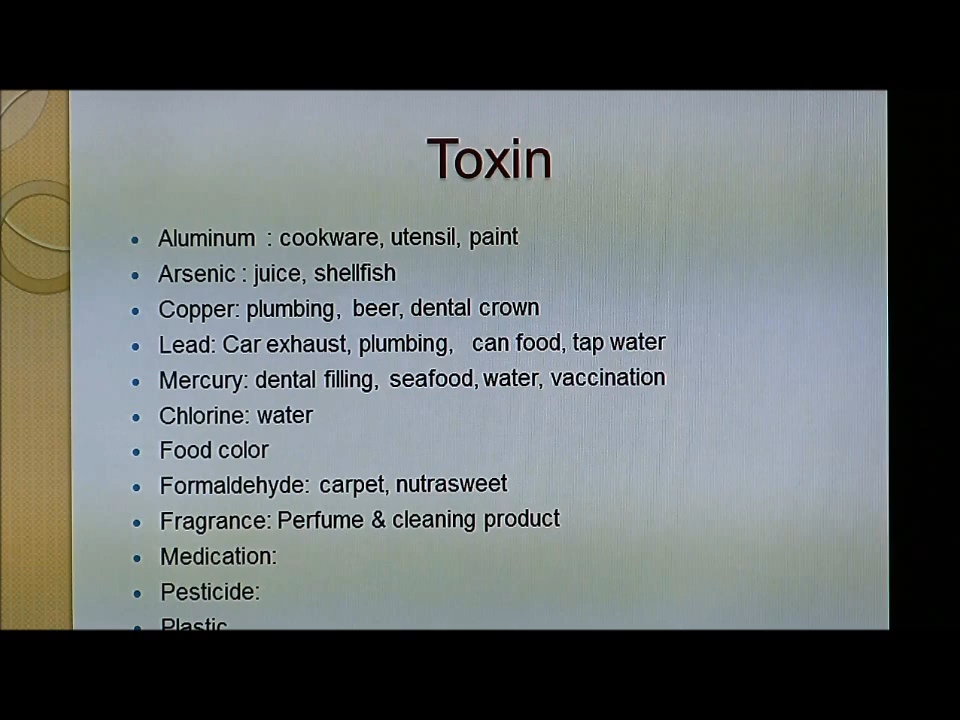 Toxin
• Aluminum : cookware, utensil, paint
• Arsenic : juice, shellfish
• Copper: plumbing, beer, dental crown
• Lead: Car exhaust, plumbing, can food, tap water
• Mercury: dental filling, seafood, water, vaccination
• Chlorine: water
• Food color
• Formaldehyde: carpet, nutrasweet
• Fragrance: Perfume & cleaning product
• Medication:
• Pesticide:
• Plastic